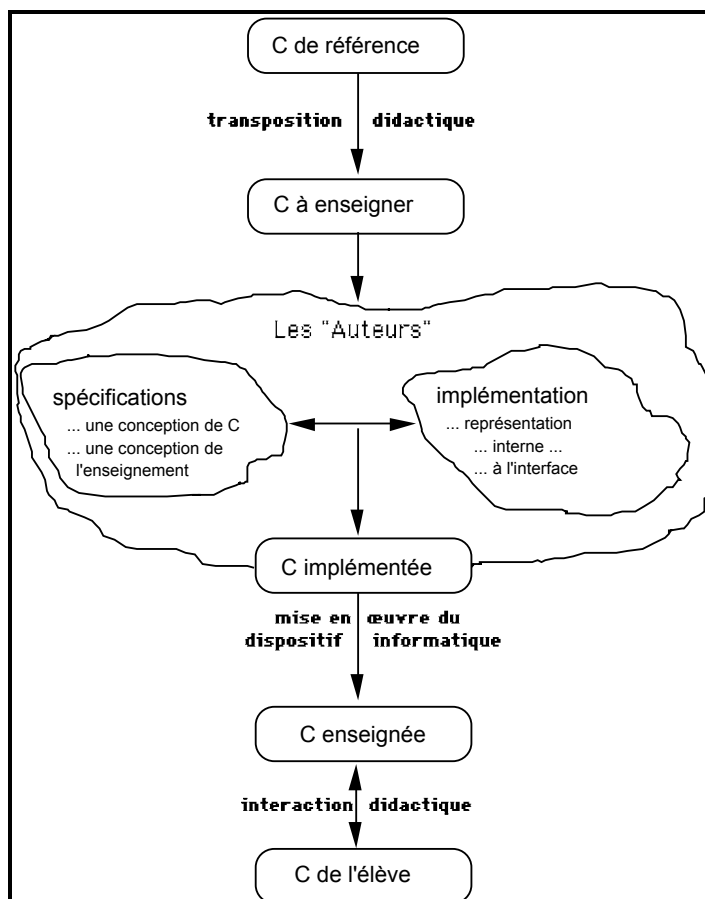 C de référence
transposition didactique
C à enseigner
Les "Auteurs"
spécifications
... une conception de C
... une conception de
l'enseignement
implémentation
... représentation
... interne ...
... à l'interface
C implémentée
mise en œuvre du
dispositif informatique
C enseignée
interaction didactique
C de l'élève